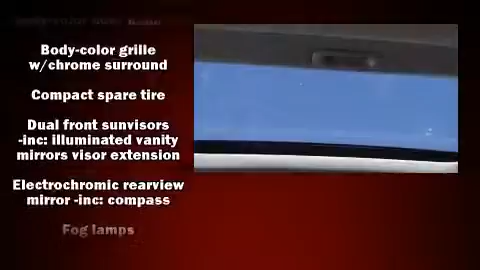 Body-color grille
w/chrome surround
Compact spare tire
Dual front sunvisors
-inc: illuminated vanity
mirrors visor extension
Electrochromic rearview
mirror -inc: compass
Fog lamps